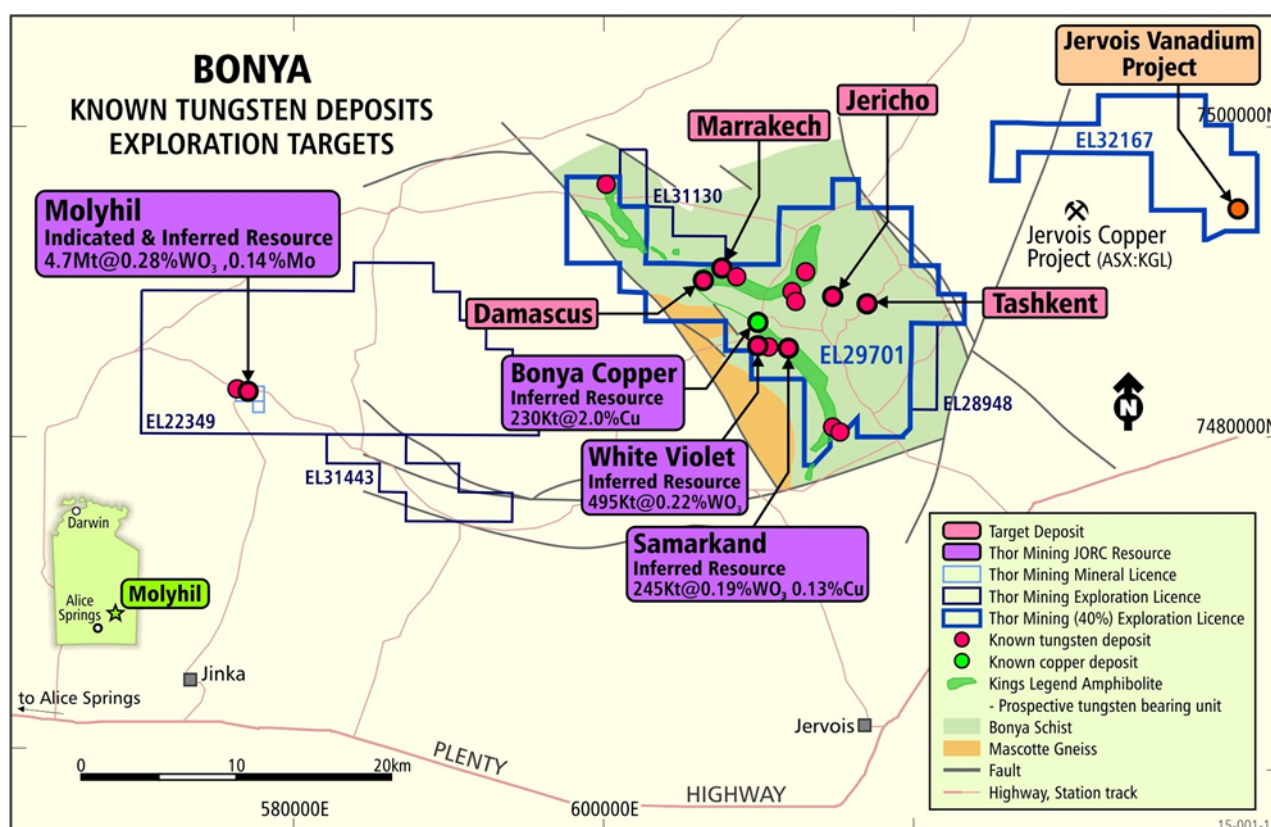 BONYA
KNOWN TUNGSTEN DEPOSITS
EXPLORATION TARGETS
Jervois Vanadium
Project
Jericho
Marrakech
7500000N
EL32167
EL31130
Molyhil
Indicated & Inferred Resource
4.7Mt@0.28%WO₃ ,0.14%Mo
Jervois Copper
Project (ASX:KGL)
Damascus
Tashkent
Bonya Copper
Inferred Resource
230Kt@2.0%Cu
EL29701
EL28948
N
EL22349
7480000N
White Violet
Inferred Resource
495Kt@0.22%WO₃
EL31443
Samarkand
Inferred Resource
245Kt@0.19%WO₃ 0.13%Cu
Darwin
Alice
Springs
Molyhil
Target Deposit
Thor Mining JORC Resource
Thor Mining Mineral Licence
Thor Mining Exploration Licence
Thor Mining (40%) Exploration Licence
Known tungsten deposit
Known copper deposit
Kings Legend Amphibolite
- Prospective tungsten bearing unit
Bonya Schist
Mascotte Gneiss
Fault
Highway, Station track
Jinka
to Alice Springs
Jervois
PLENTY
HIGHWAY
0 10 20km
580000E
600000E